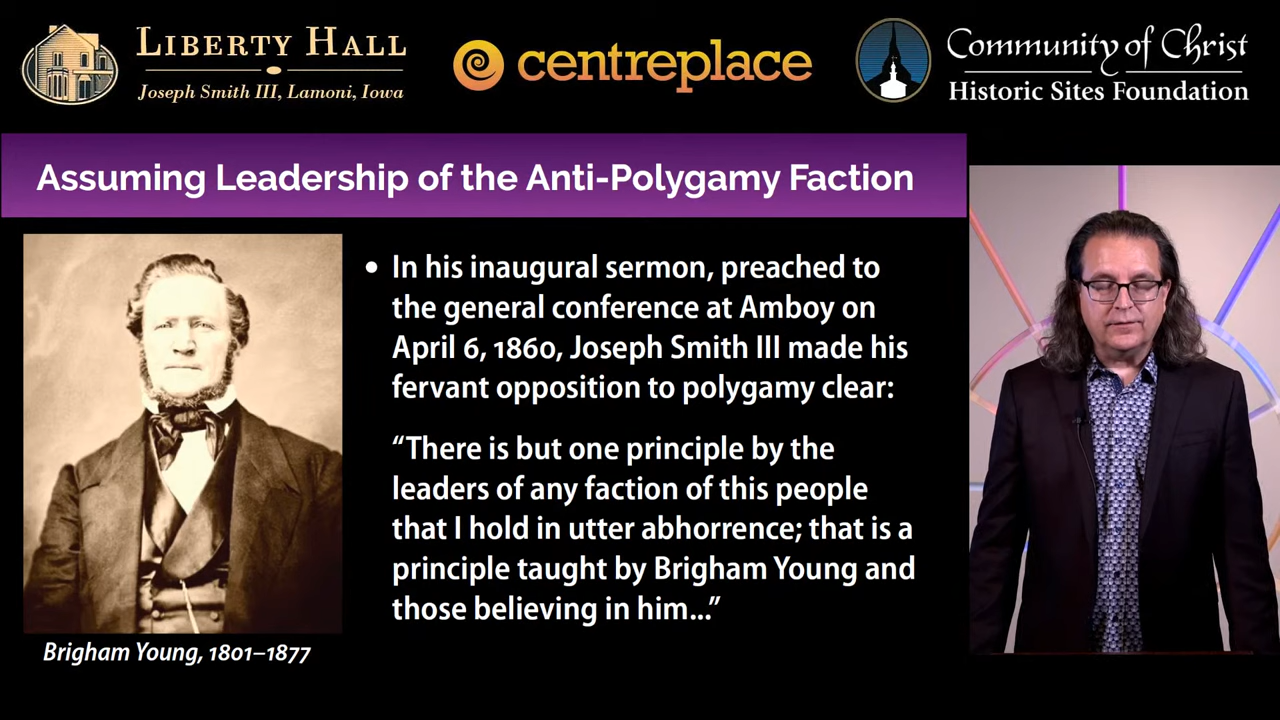 LIBERTY HALL
Joseph Smith III, Lamoni, Iowa
centreplace
Community of Christ
Historic Sites Foundation
Assuming Leadership of the Anti-Polygamy Faction
• In his inaugural sermon, preached to
the general conference at Amboy on
April 6, 1860, Joseph Smith III made his
fervant opposition to polygamy clear:
“There is but one principle by the
leaders of any faction of this people
that I hold in utter abhorrence; that is a
principle taught by Brigham Young and
those believing in him...”
Brigham Young, 1801–1877